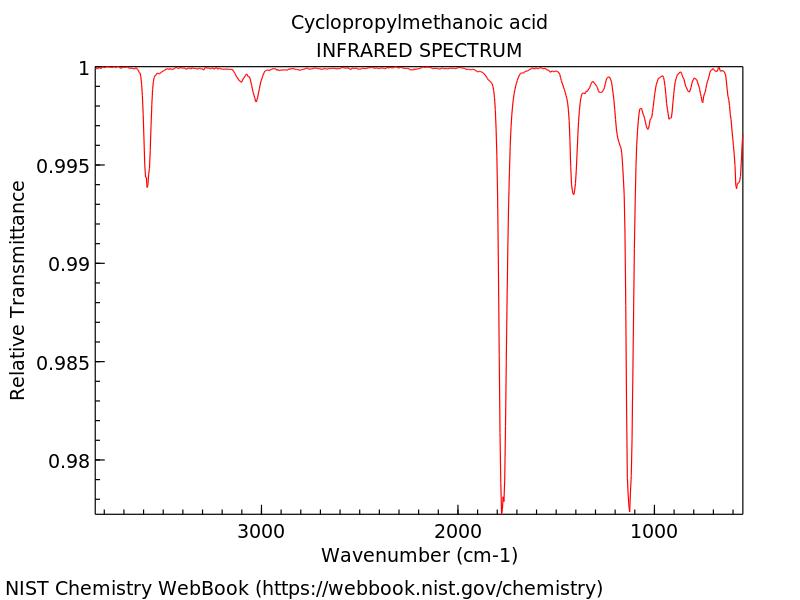 Cyclopropylmethanoic acid
INFRARED SPECTRUM
1
0.995
0.99
0.985
0.98
Relative Transmittance
3000
2000
1000
Wavenumber (cm-1)
NIST Chemistry WebBook (https://webbook.nist.gov/chemistry)